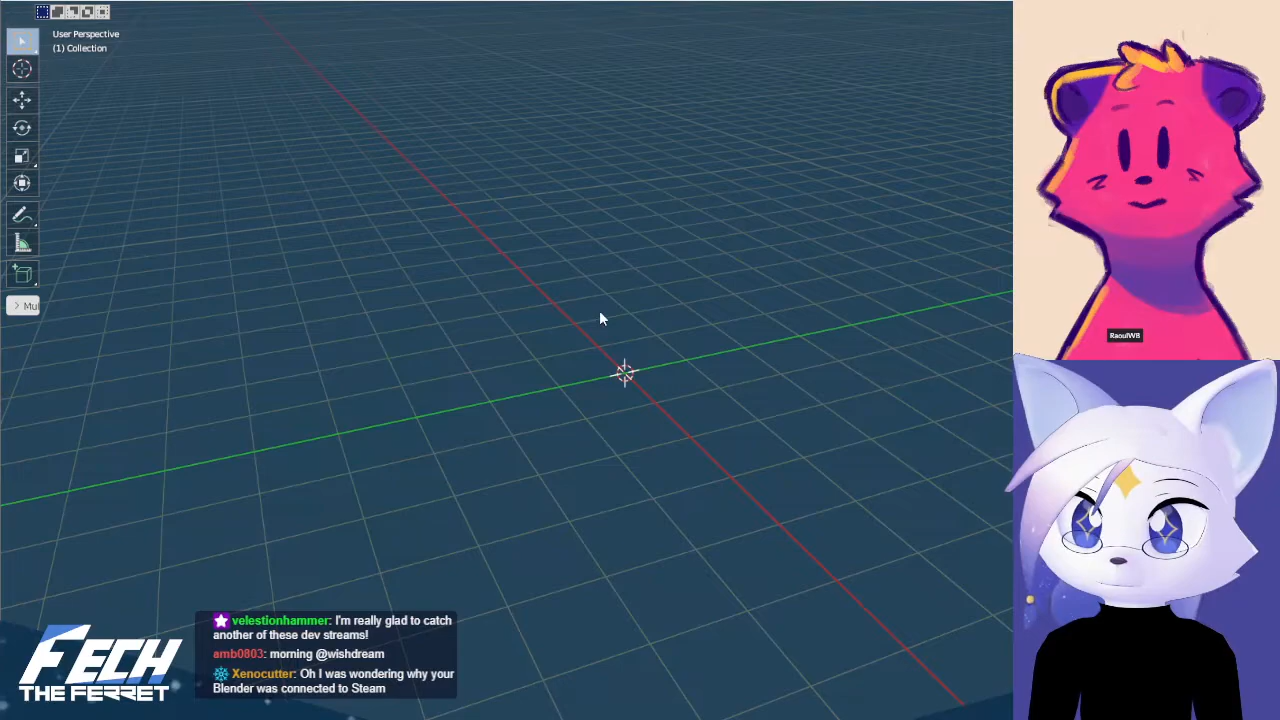 User Perspective
(1) Collection
Mul
RaoulWB
FECH
THE FERRET
velestionhammer: I'm really glad to catch
another of these dev streams!
amb0803: morning @wishdream
Xenocutter: Oh I was wondering why your
Blender was connected to Steam